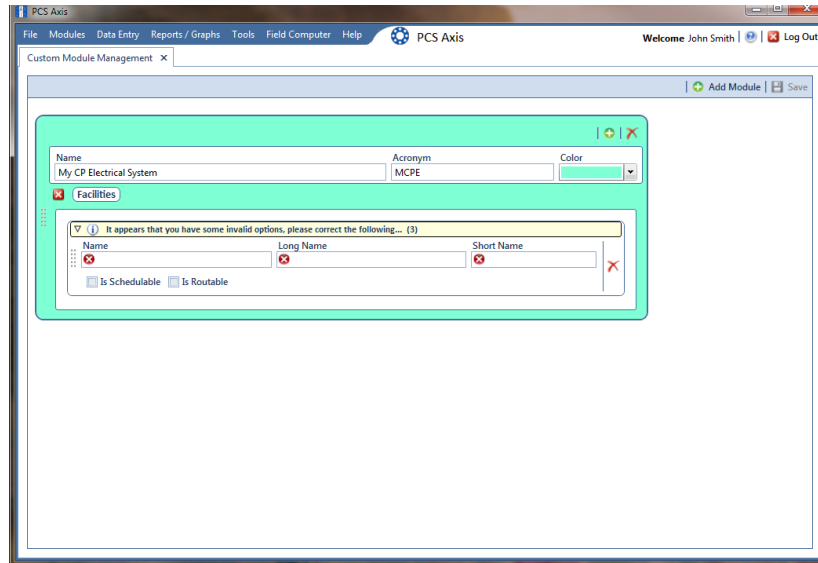 PCS Axis
File Modules Data Entry Reports / Graphs Tools Field Computer Help PCS Axis Welcome John Smith Log Out
Custom Module Management
Add Module Save
Name Acronym Color
My CP Electrical System MCPE
Facilities
It appears that you have some invalid options, please correct the following... (3)
Name Long Name Short Name
Is Schedulable Is Routable